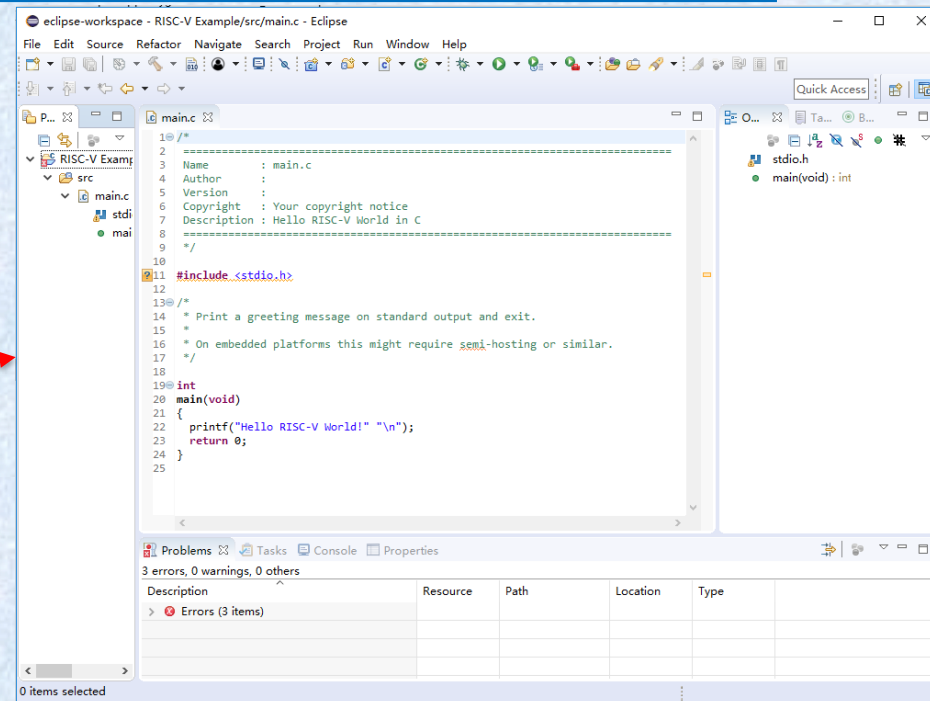 eclipse-workspace - RISC-V Example/src/main.c - Eclipse
File Edit Source Refactor Navigate Search Project Run Window Help
Quick Access
P...
main.c
O...
Ta...
B...
RISC-V Examp
src
main.c
stdi
mai
1 /*
2 ============================================================================
3 Name : main.c
4 Author :
5 Version :
6 Copyright : Your copyright notice
7 Description : Hello RISC-V World in C
8 ============================================================================
9 */
10
11 #include <stdio.h>
12
13 /*
14 * Print a greeting message on standard output and exit.
15 *
16 * On embedded platforms this might require semi-hosting or similar.
17 */
18
19 int
20 main(void)
21 {
22 printf("Hello RISC-V World!" "\n");
23 return 0;
24 }
25
stdio.h
main(void) : int
Problems Tasks Console Properties
3 errors, 0 warnings, 0 others
Description Resource Path Location Type
Errors (3 items)
0 items selected